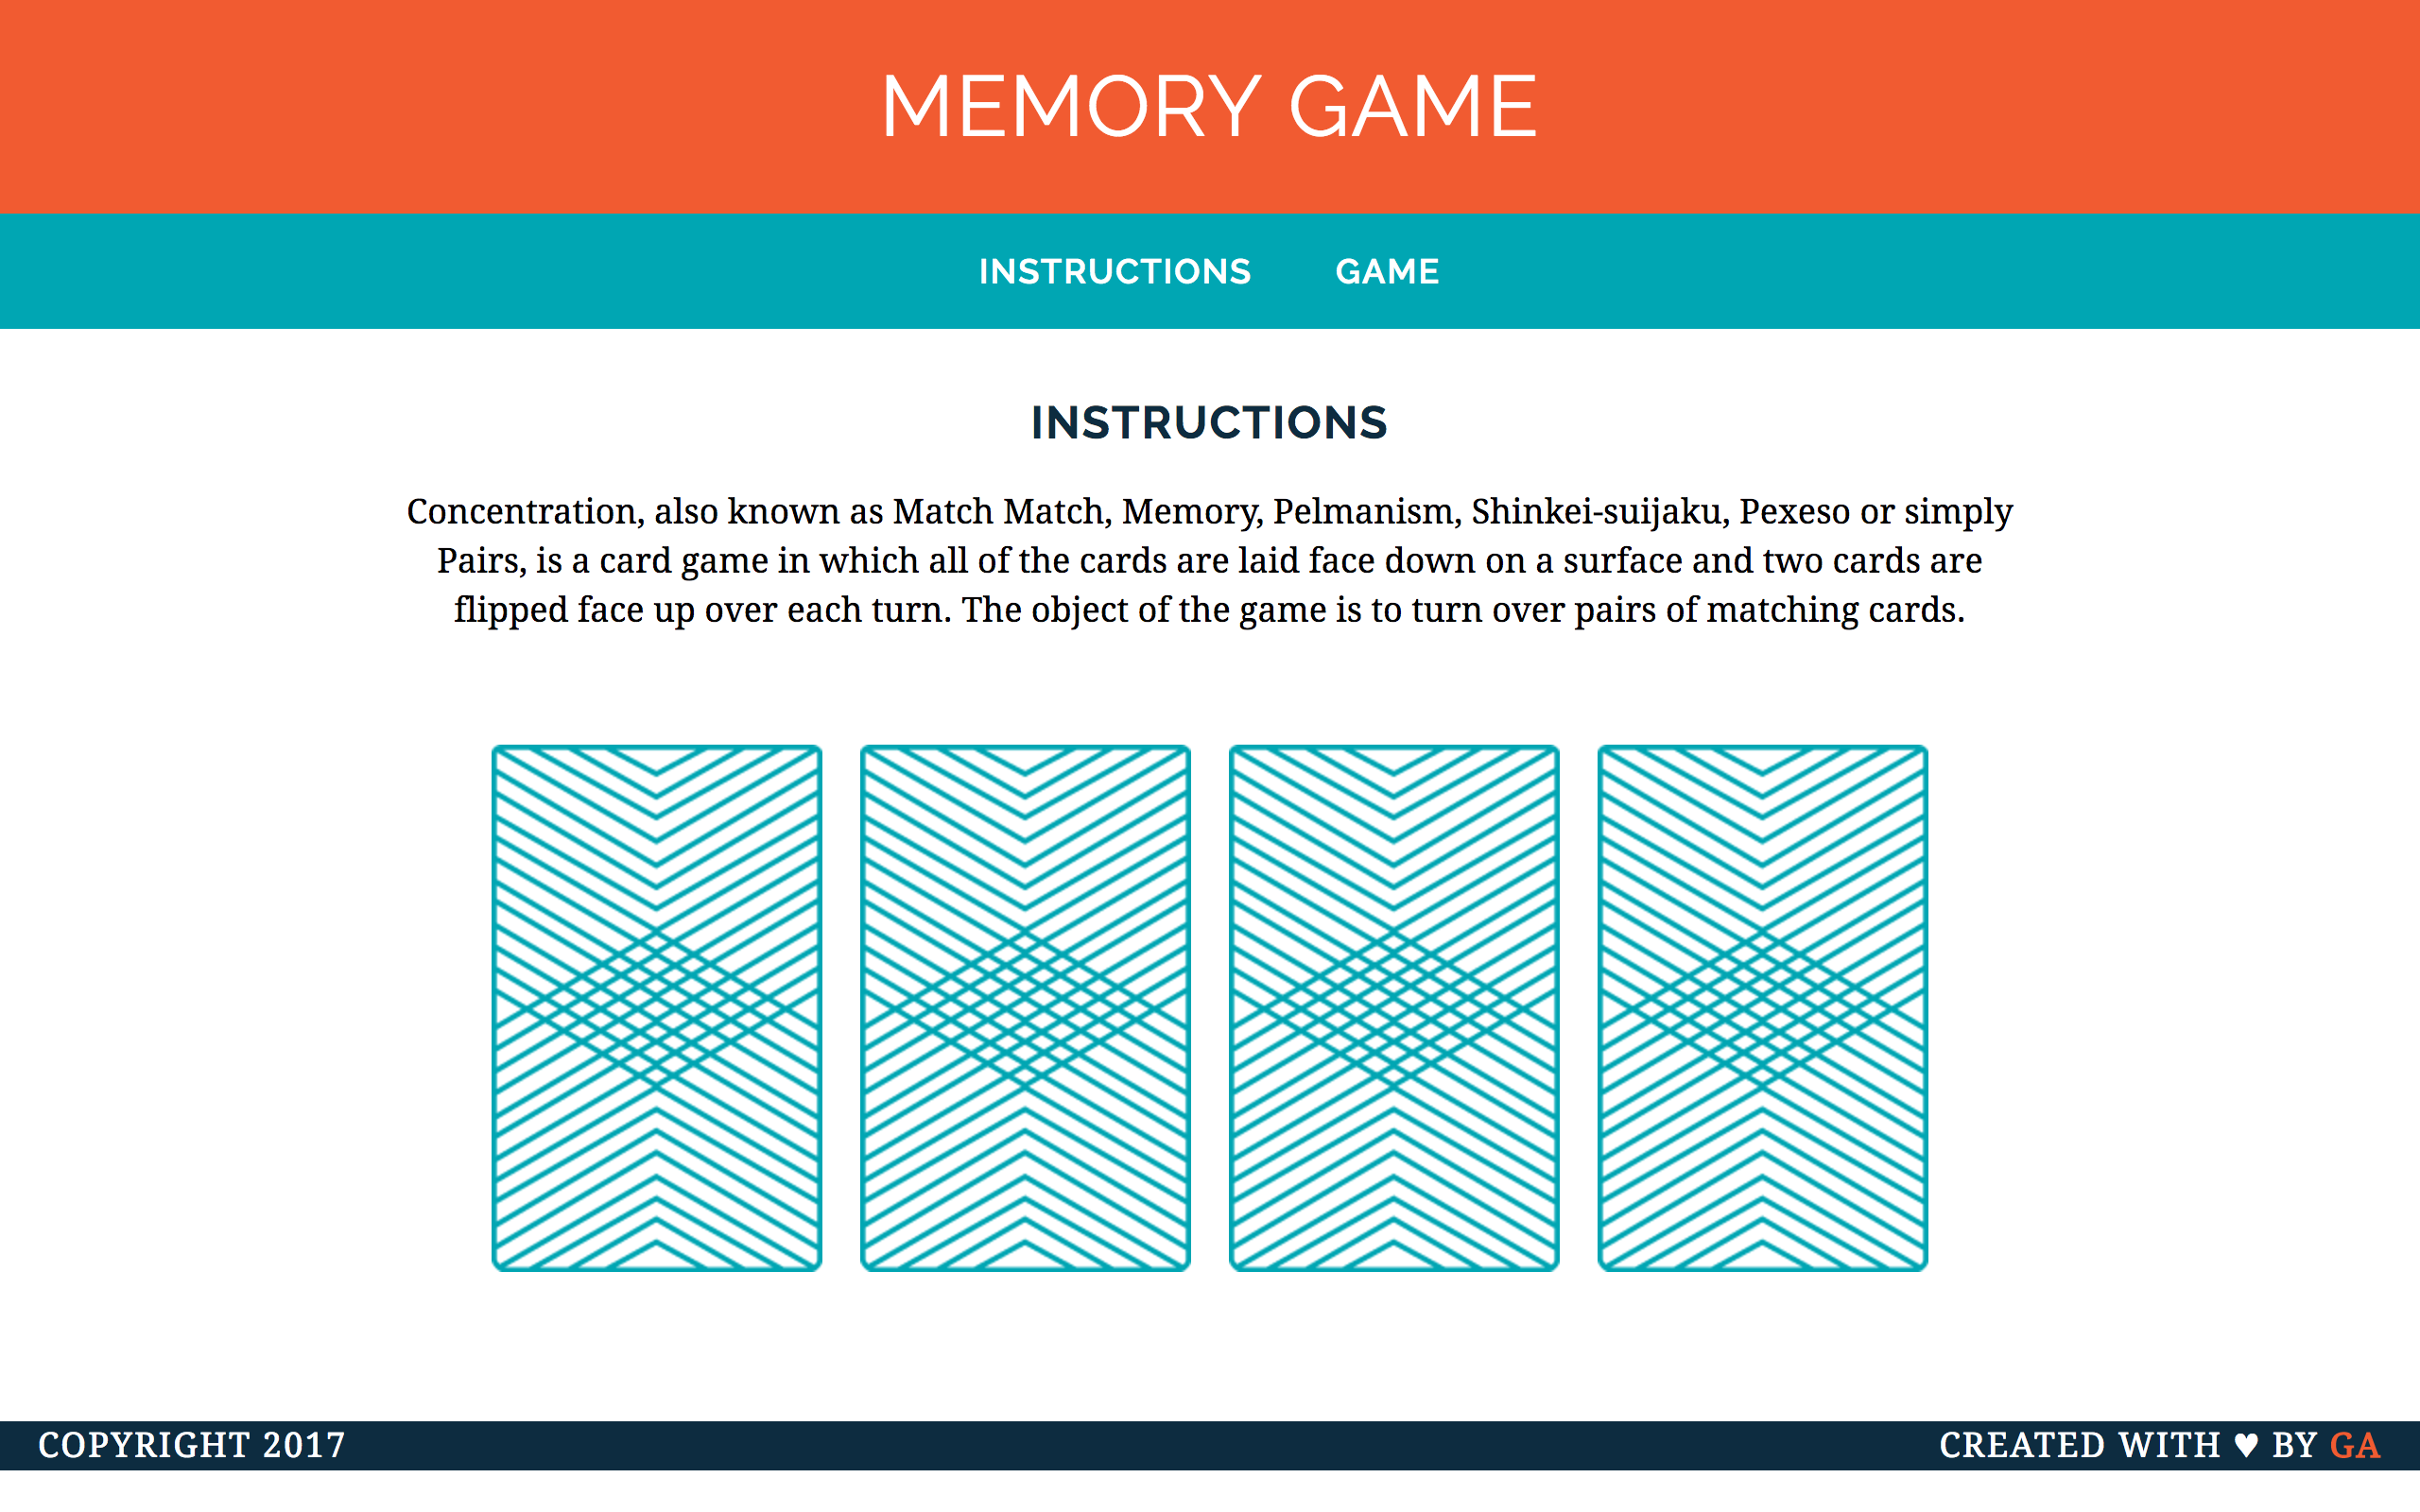 MEMORY GAME
INSTRUCTIONS GAME
INSTRUCTIONS
Concentration, also known as Match Match, Memory, Pelmanism, Shinkei-suijaku, Pexeso or simply
Pairs, is a card game in which all of the cards are laid face down on a surface and two cards are
flipped face up over each turn. The object of the game is to turn over pairs of matching cards.
COPYRIGHT 2017
CREATED WITH ♥ BY GA